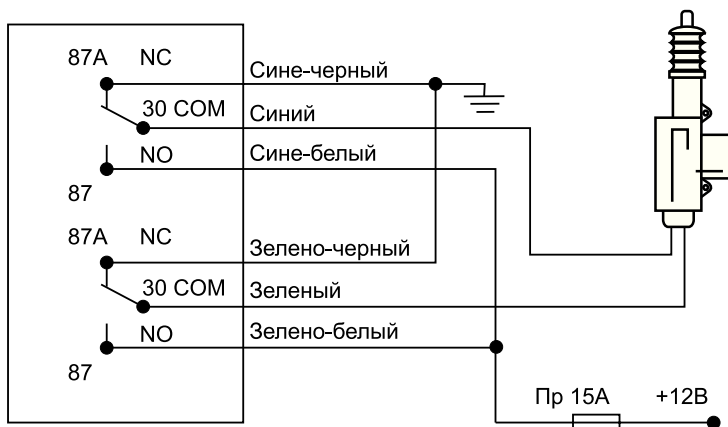 87A NC
Сине-черный
30 COM
Синий
NO
Сине-белый
87
87A NC
Зелено-черный
30 COM
Зеленый
NO
Зелено-белый
87
Пр 15А +12В